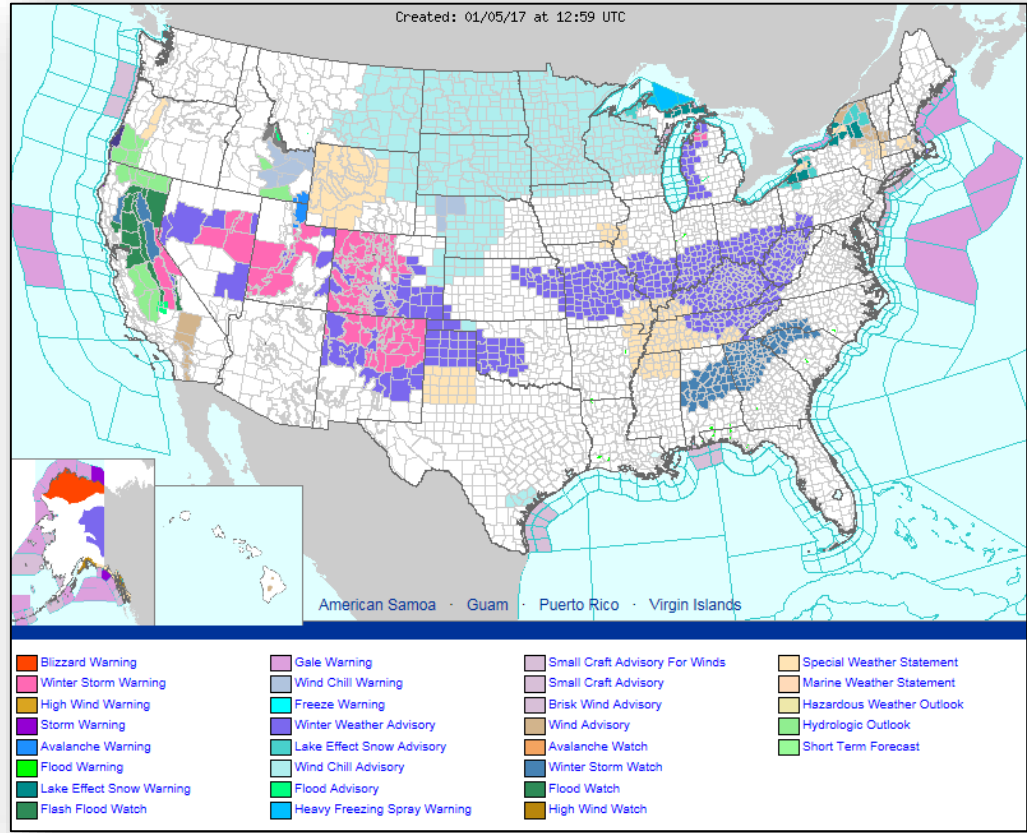 Created: 01/05/17 at 12:59 UTC
American Samoa · Guam · Puerto Rico · Virgin Islands
Blizzard Warning
Winter Storm Warning
High Wind Warning
Storm Warning
Avalanche Warning
Flood Warning
Lake Effect Snow Warning
Flash Flood Watch
Gale Warning
Wind Chill Warning
Freeze Warning
Winter Weather Advisory
Lake Effect Snow Advisory
Wind Chill Advisory
Flood Advisory
Heavy Freezing Spray Warning
Small Craft Advisory For Winds
Small Craft Advisory
Brisk Wind Advisory
Wind Advisory
Avalanche Watch
Winter Storm Watch
Flood Watch
High Wind Watch
Special Weather Statement
Marine Weather Statement
Hazardous Weather Outlook
Hydrologic Outlook
Short Term Forecast